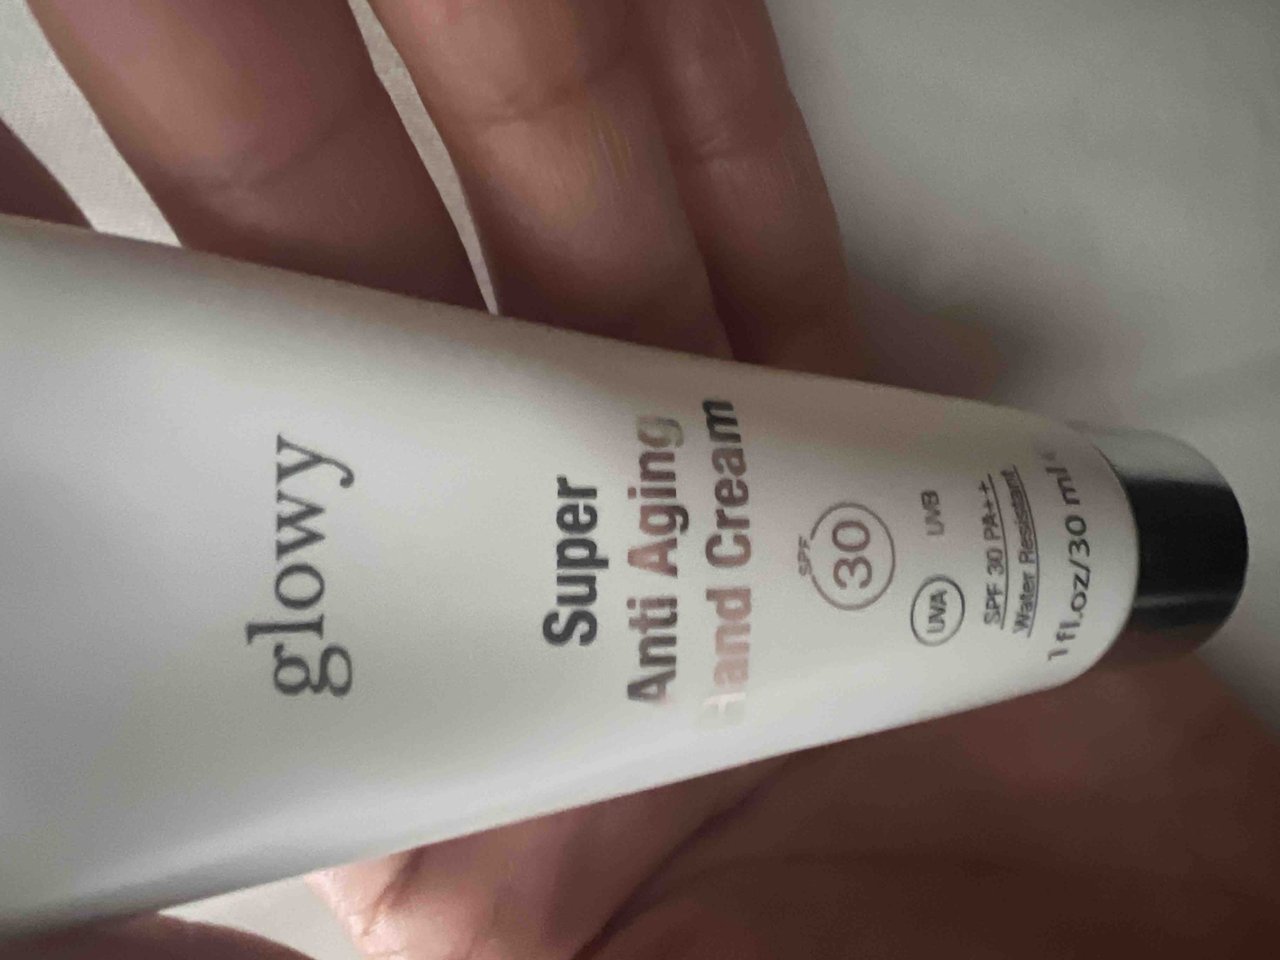 glowy
Super
Anti Aging
Hand Cream
SPF
30
UVA UVB
SPF 30 PA++
Water Resistant
1 fl.oz/30 ml ℮